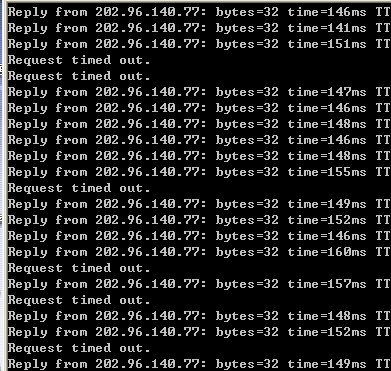 Reply from 202.96.140.77: bytes=32 time=146ms TT
Reply from 202.96.140.77: bytes=32 time=141ms TT
Reply from 202.96.140.77: bytes=32 time=151ms TT
Request timed out.
Request timed out.
Reply from 202.96.140.77: bytes=32 time=147ms TT
Reply from 202.96.140.77: bytes=32 time=146ms TT
Reply from 202.96.140.77: bytes=32 time=148ms TT
Reply from 202.96.140.77: bytes=32 time=146ms TT
Reply from 202.96.140.77: bytes=32 time=148ms TT
Reply from 202.96.140.77: bytes=32 time=155ms TT
Request timed out.
Reply from 202.96.140.77: bytes=32 time=149ms TT
Reply from 202.96.140.77: bytes=32 time=152ms TT
Reply from 202.96.140.77: bytes=32 time=146ms TT
Reply from 202.96.140.77: bytes=32 time=160ms TT
Request timed out.
Reply from 202.96.140.77: bytes=32 time=157ms TT
Request timed out.
Reply from 202.96.140.77: bytes=32 time=148ms TT
Reply from 202.96.140.77: bytes=32 time=152ms TT
Request timed out.
Reply from 202.96.140.77: bytes=32 time=149ms TT